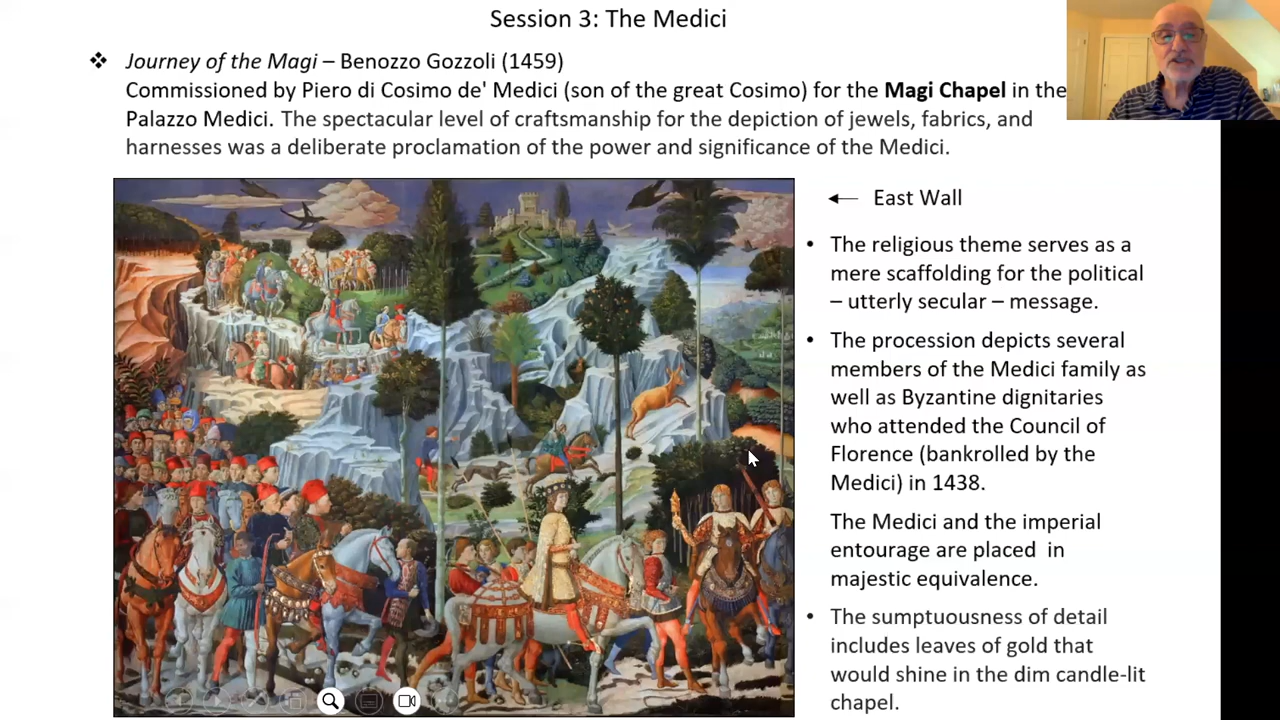 Session 3: The Medici
❖ Journey of the Magi – Benozzo Gozzoli (1459)
Commissioned by Piero di Cosimo de' Medici (son of the great Cosimo) for the Magi Chapel in the
Palazzo Medici. The spectacular level of craftsmanship for the depiction of jewels, fabrics, and
harnesses was a deliberate proclamation of the power and significance of the Medici.
← East Wall
• The religious theme serves as a
mere scaffolding for the political
– utterly secular – message.
• The procession depicts several
members of the Medici family as
well as Byzantine dignitaries
who attended the Council of
Florence (bankrolled by the
Medici) in 1438.
The Medici and the imperial
entourage are placed in
majestic equivalence.
• The sumptuousness of detail
includes leaves of gold that
would shine in the dim candle-lit
chapel.